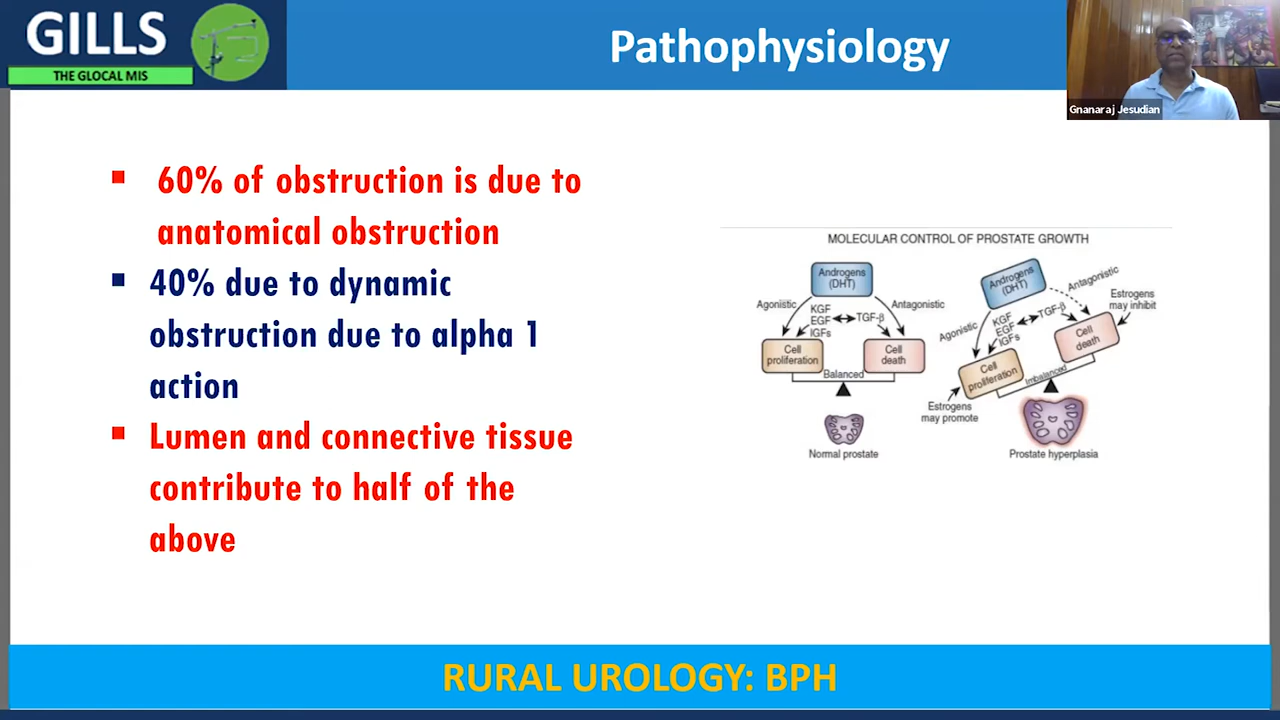 GILLS
THE GLOCAL MIS
Pathophysiology
Gnanaraj Jesudian
▪ 60% of obstruction is due to
anatomical obstruction
▪ 40% due to dynamic
obstruction due to alpha 1
action
▪ Lumen and connective tissue
contribute to half of the
above
MOLECULAR CONTROL OF PROSTATE GROWTH
Androgens
(DHT)
Agonistic
Antagonistic
KGF
EGF
IGFs
TGF-β
Cell
proliferation
Cell
death
Balanced
Normal prostate
Androgens
(DHT)
Antagonistic
Estrogens
may inhibit
Agonistic
KGF
EGF
IGFs
TGF-β
Cell
death
Cell
proliferation
Imbalanced
Estrogens
may promote
Prostate hyperplasia
RURAL UROLOGY: BPH